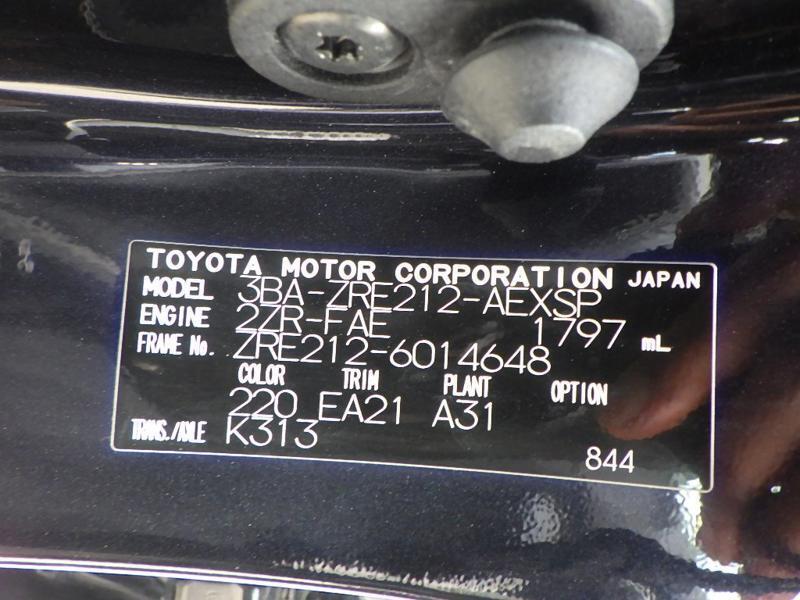 TOYOTA MOTOR CORPORATION JAPAN
MODEL 3BA-ZRE212-AEXSP
ENGINE 2ZR-FAE 1797 mL
FRAME No. ZRE212-6014648
COLOR TRIM PLANT OPTION
220 EA21 A31
TRANS./AXLE K313
844